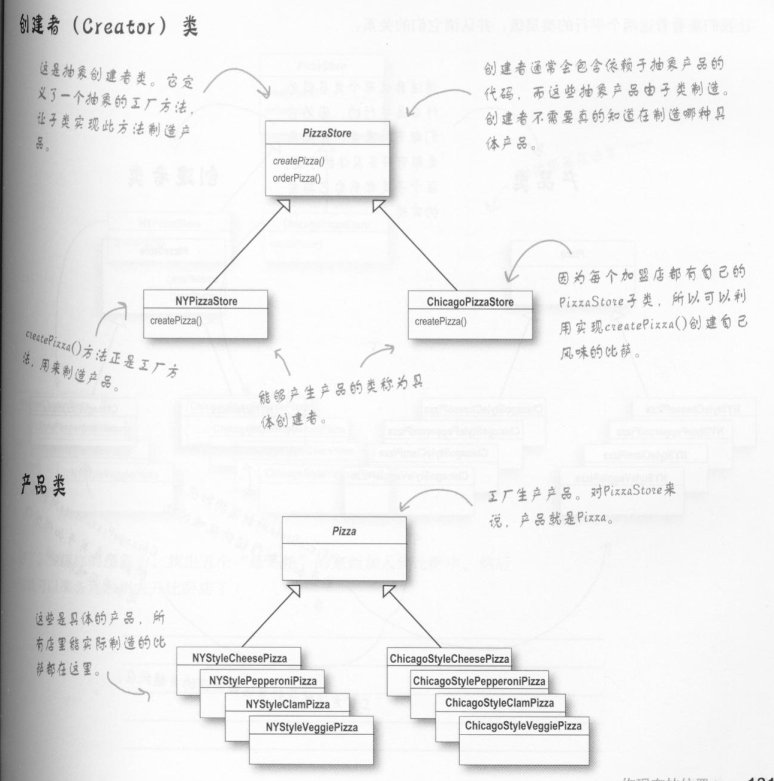 创建者（Creator）类
这是抽象创建者类。它定
义了一个抽象的工厂方法，
让子类实现此方法制造产
品。
创建者通常会包含依赖于抽象产品的
代码，而这些抽象产品由子类制造。
创建者不需要真的知道在制造哪种具
体产品。
PizzaStore
createPizza()
orderPizza()
NYPizzaStore
createPizza()
ChicagoPizzaStore
createPizza()
因为每个加盟店都有自己的
PizzaStore子类，所以可以利
用实现createPizza()创建自己
风味的比萨。
createPizza()方法正是工厂方
法，用来制造产品。
能够产生产品的类称为具
体创建者。
产品类
Pizza
工厂生产产品。对PizzaStore来
说，产品就是Pizza。
这些是具体的产品，所
有店里能实际制造的比
萨都在这里。
NYStyleCheesePizza
NYStylePepperoniPizza
NYStyleClamPizza
NYStyleVeggiePizza
ChicagoStyleCheesePizza
ChicagoStylePepperoniPizza
ChicagoStyleClamPizza
ChicagoStyleVeggiePizza